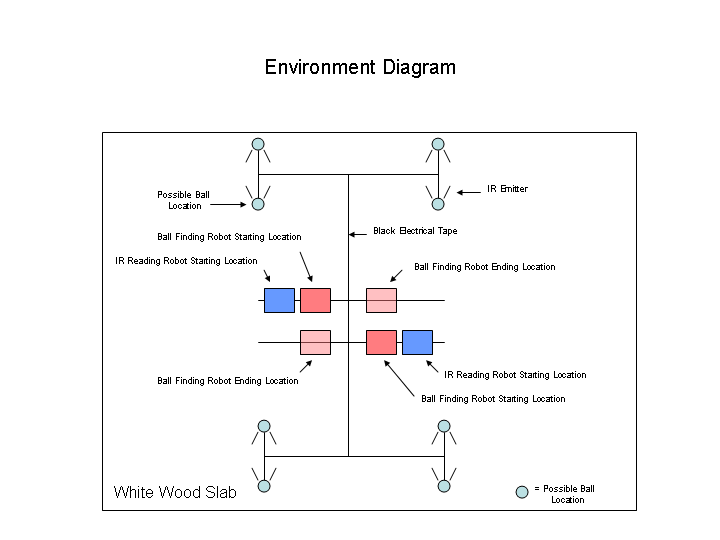 Environment Diagram
IR Emitter
Possible Ball
Location
Black Electrical Tape
Ball Finding Robot Starting Location
IR Reading Robot Starting Location
Ball Finding Robot Ending Location
IR Reading Robot Starting Location
Ball Finding Robot Ending Location
Ball Finding Robot Starting Location
White Wood Slab
= Possible Ball
Location